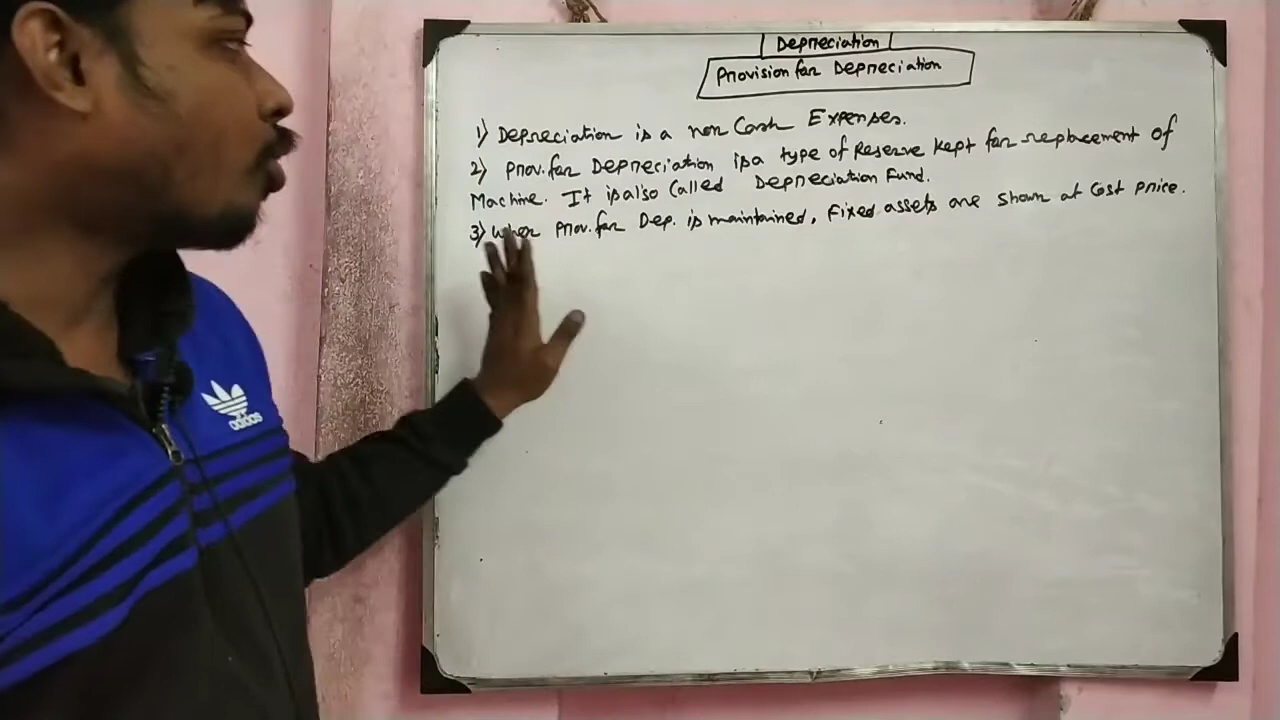 Depreciation
Provision for Depreciation
1) Depreciation is a non Cash Expenses.
2) Prov. for Depreciation is a type of Reserve kept for replacement of
Machine. It is also Called Depreciation Fund.
3) When Prov. for Dep. is maintained, Fixed assets are shown at Cost price.
adidas